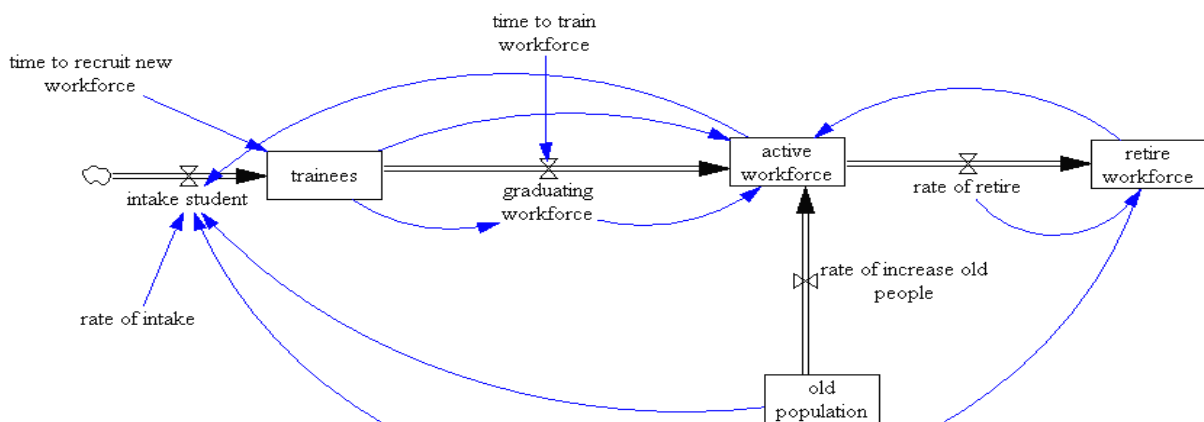 time to train
workforce
time to recruit new
workforce
trainees
active
workforce
retire
workforce
intake student
graduating
workforce
rate of retire
rate of intake
rate of increase old
people
old
population